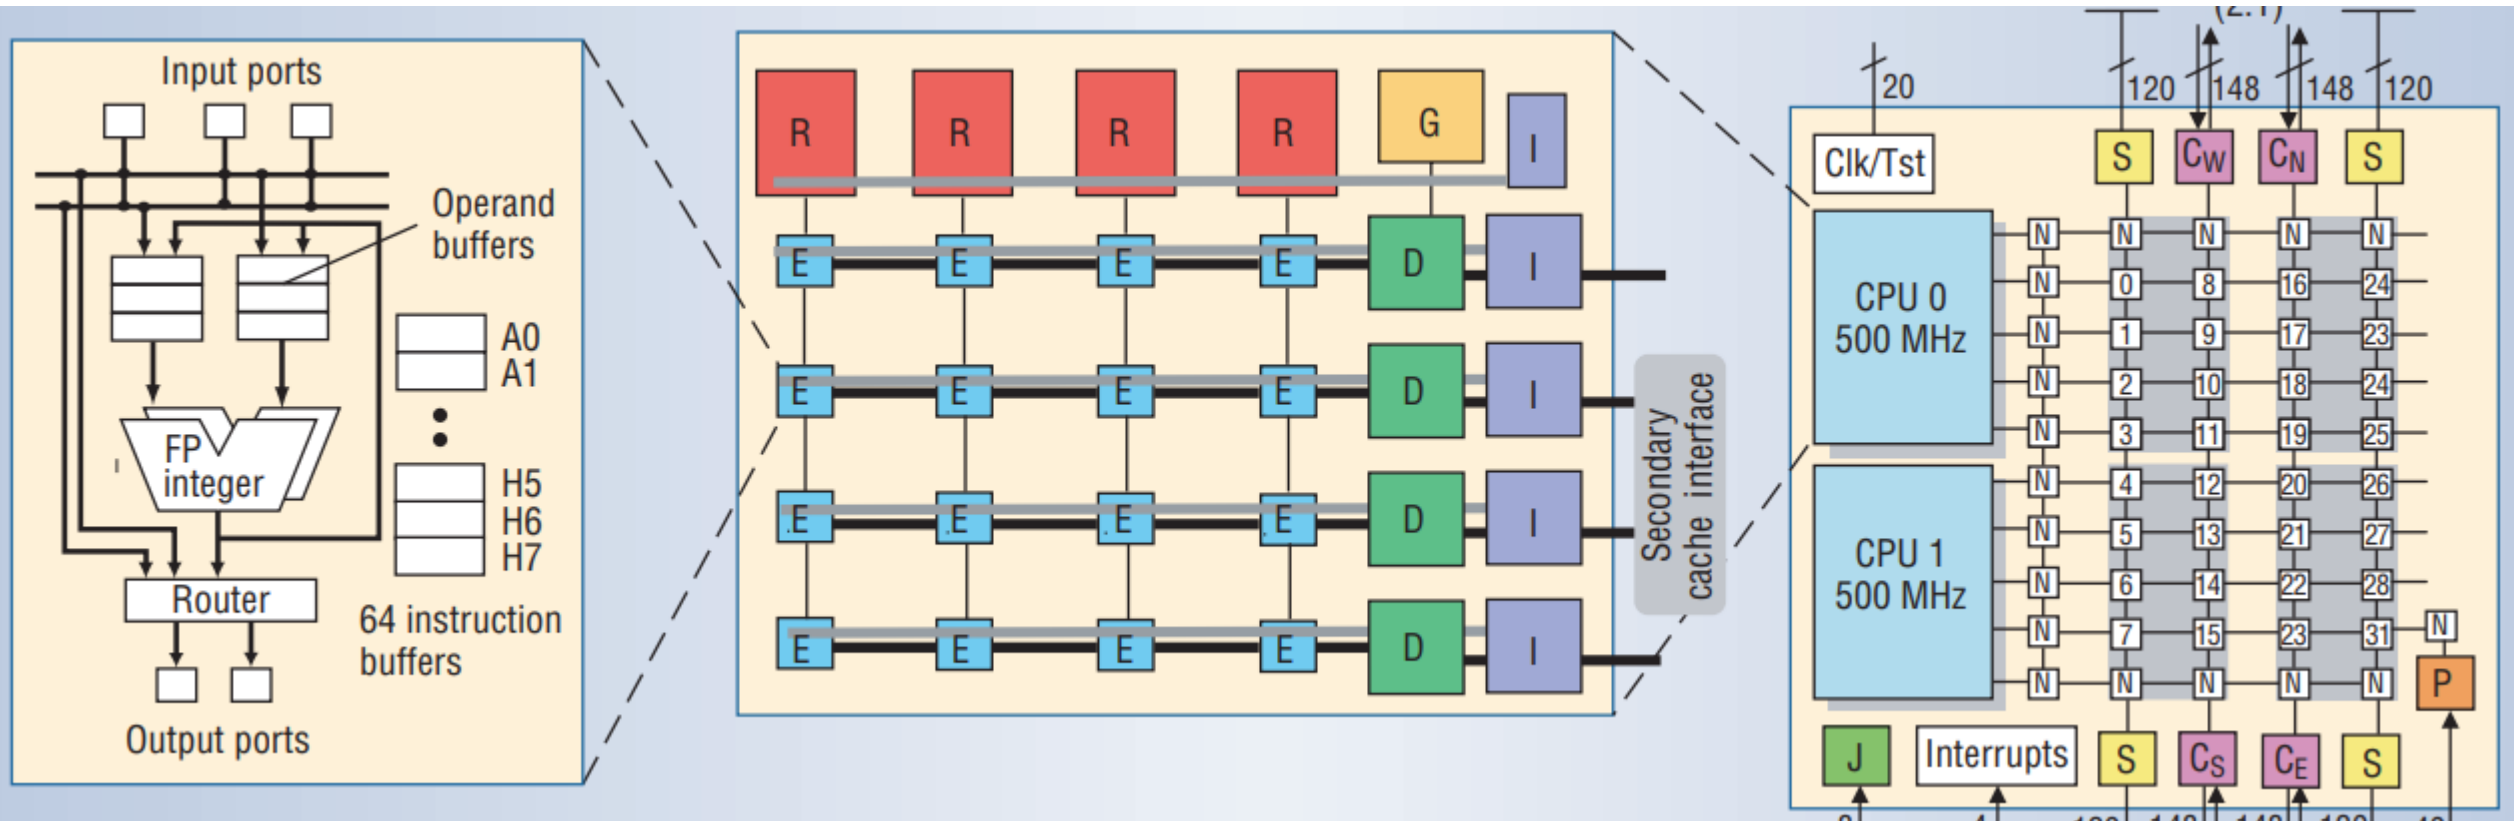 Input ports
Operand
buffers
A0
A1
FP
integer
H5
H6
H7
Router
64 instruction
buffers
Output ports
R R R R G I
E E E E D I
E E E E D I
E E E E D I
E E E E D I
Secondary
cache interface
(2:1)
20 120 148 148 120
Clk/Tst S CW CN S
CPU 0
500 MHz
CPU 1
500 MHz
N N N N N
N 0 8 16 24
N 1 9 17 23
N 2 10 18 24
N 3 11 19 25
N 4 12 20 26
N 5 13 21 27
N 6 14 22 28
N 7 15 23 31 N
N N N N N P
J Interrupts S CS CE S